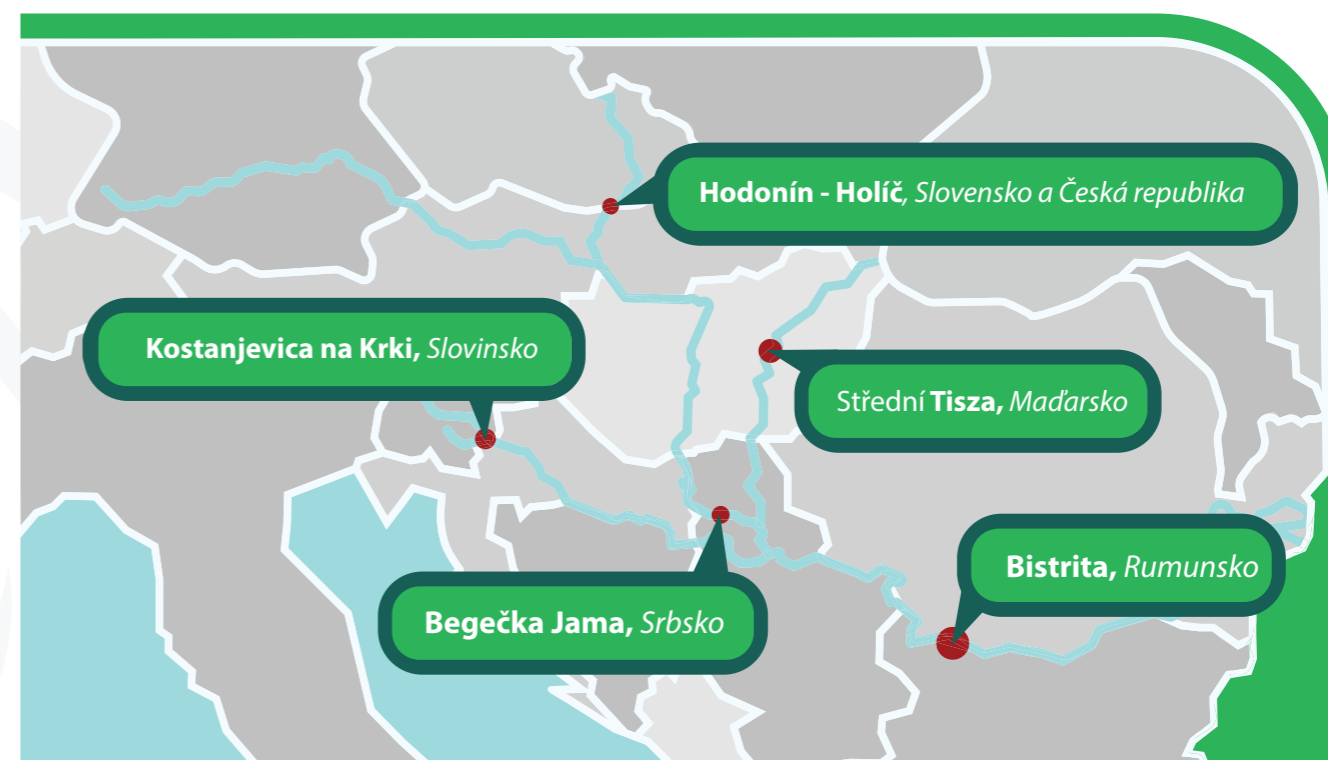 Hodonín - Holíč, Slovensko a Česká republika
Kostanjevica na Krki, Slovinsko
Střední Tisza, Maďarsko
Bistrita, Rumunsko
Begečka Jama, Srbsko